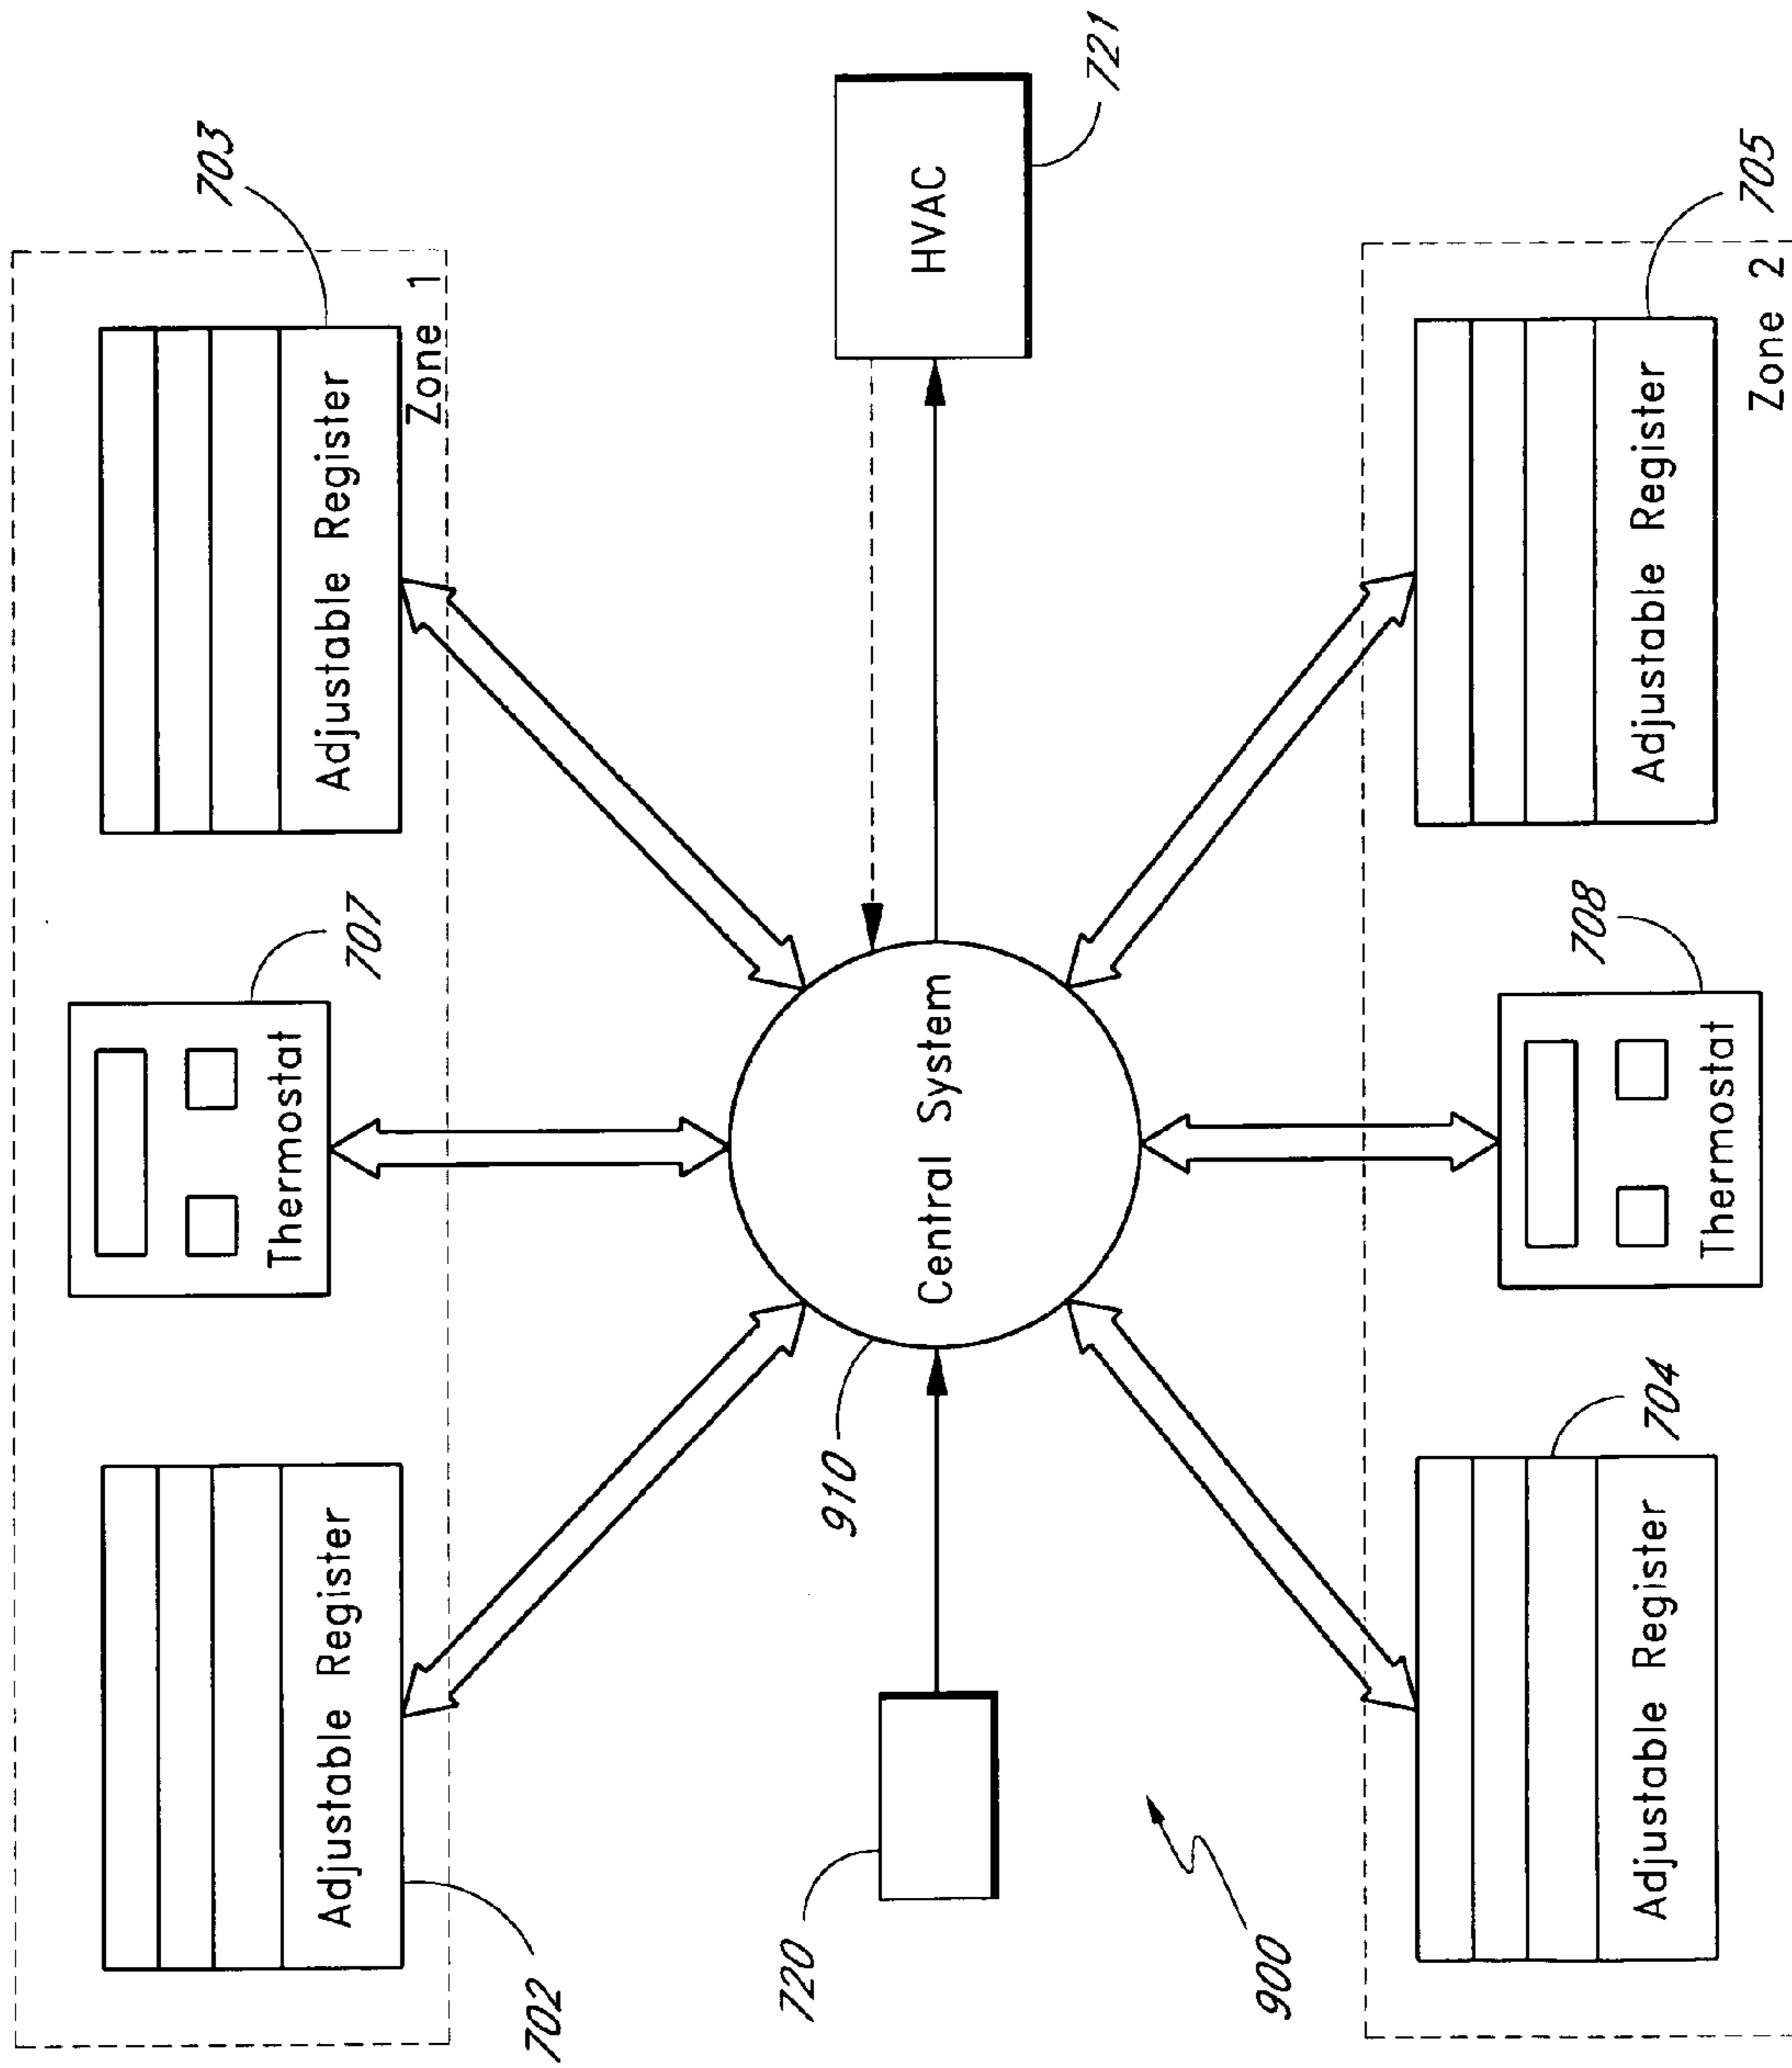 703
707
Adjustable Register
Thermostat
Adjustable Register
Zone 1
702
721
HVAC
Central System
910
720
900
705
708
704
Adjustable Register
Thermostat
Adjustable Register
Zone 2